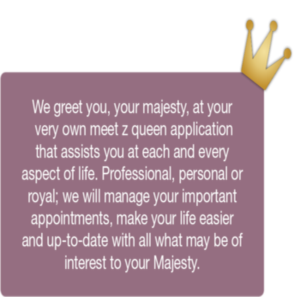 We greet you, your majesty, at your
very own meet z queen application
that assists you at each and every
aspect of life. Professional, personal or
royal; we will manage your important
appointments, make your life easier
and up-to-date with all what may be of
interest to your Majesty.